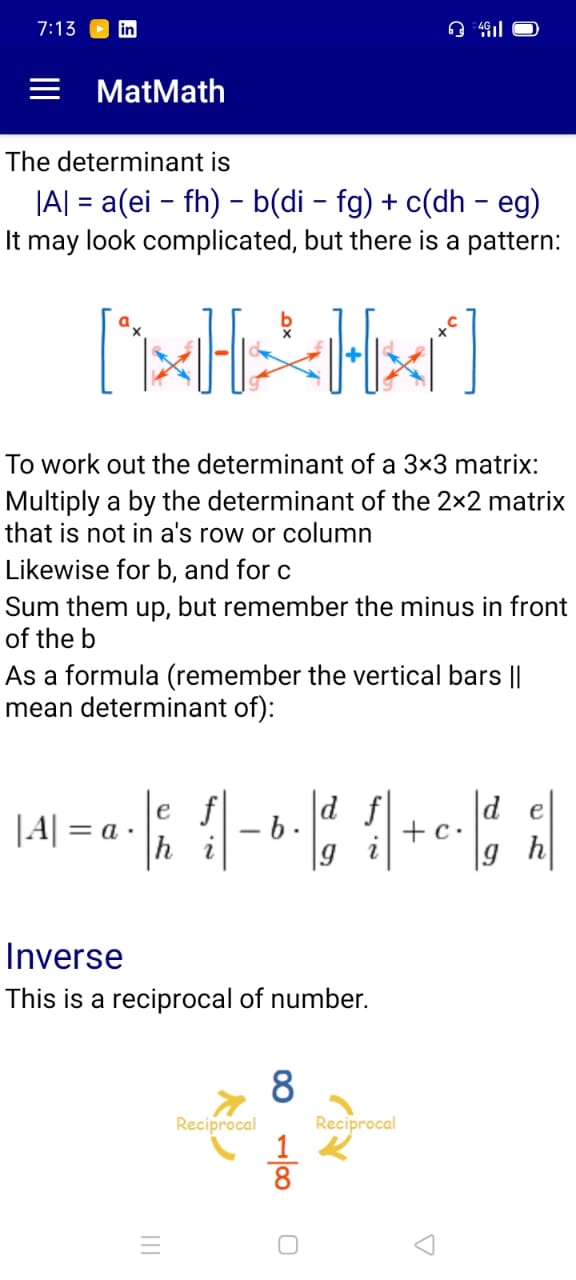 7:13 in 4G
MatMath
The determinant is
|A| = a(ei − fh) − b(di − fg) + c(dh − eg)
It may look complicated, but there is a pattern:
[a x |e f h i|] - [b x |d f g i|] + [c x |d e g h|]
To work out the determinant of a 3×3 matrix:
Multiply a by the determinant of the 2×2 matrix
that is not in a's row or column
Likewise for b, and for c
Sum them up, but remember the minus in front
of the b
As a formula (remember the vertical bars ||
mean determinant of):
|A| = a · |e f| − b · |d f| + c · |d e|
|h i| |g i| |g h|
Inverse
This is a reciprocal of number.
8
Reciprocal Reciprocal
1
8